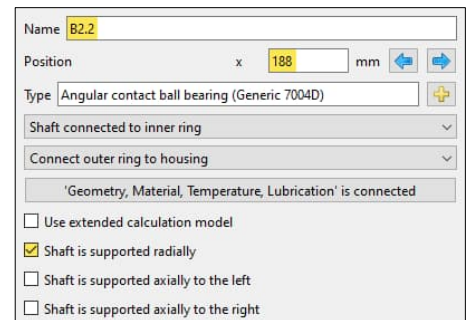 Name B2.2
Position x 188 mm
Type Angular contact ball bearing (Generic 7004D)
Shaft connected to inner ring
Connect outer ring to housing
'Geometry, Material, Temperature, Lubrication' is connected
Use extended calculation model
Shaft is supported radially
Shaft is supported axially to the left
Shaft is supported axially to the right